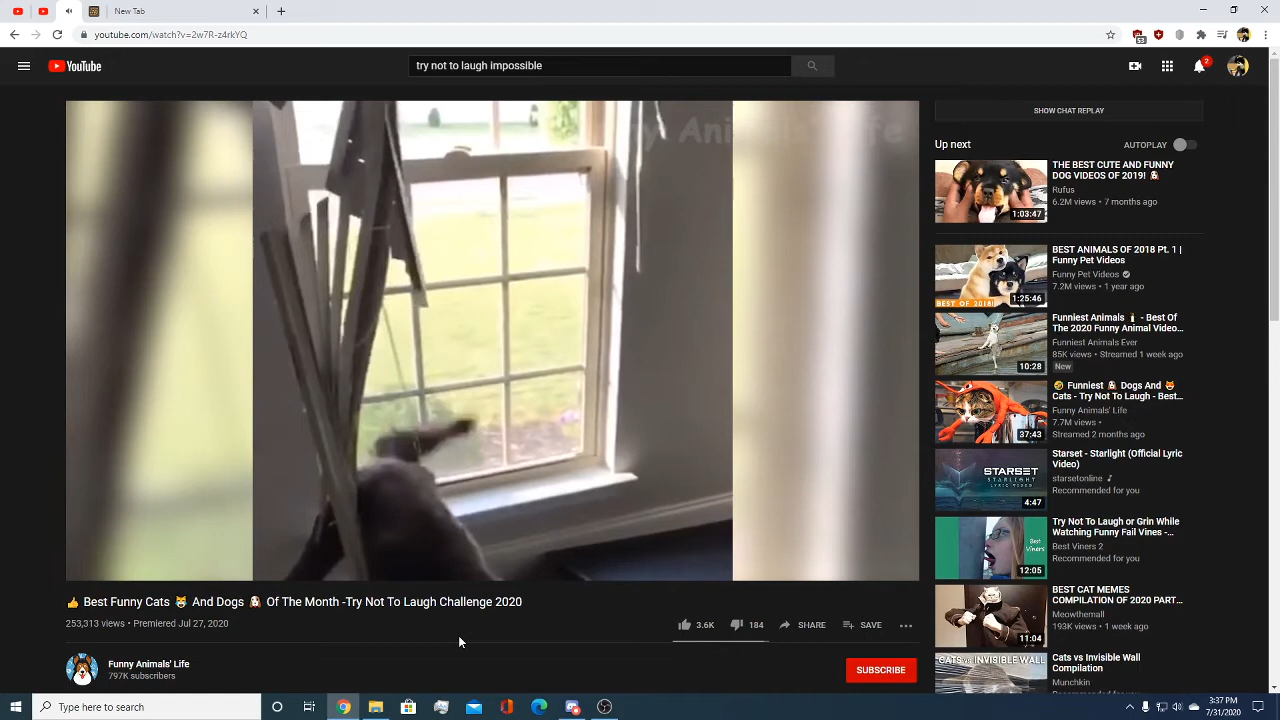 New Tab
youtube.com/watch?v=2w7R-z4rkYQ
53
YouTube
try not to laugh impossible
2
Animals' Life
SHOW CHAT REPLAY
Up next
AUTOPLAY
THE BEST CUTE AND FUNNY
DOG VIDEOS OF 2019! 🐶
Rufus
6.2M views • 7 months ago
1:03:47
BEST ANIMALS OF 2018 Pt. 1 |
Funny Pet Videos
Funny Pet Videos
7.2M views • 1 year ago
BEST OF 2018!
1:25:46
Funniest Animals - Best Of
The 2020 Funny Animal Video...
Funniest Animals Ever
85K views • Streamed 1 week ago
New
10:28
🤣 Funniest 🐶 Dogs And 😻
Cats - Try Not To Laugh - Best...
Funny Animals' Life
7.7M views •
Streamed 2 months ago
37:43
Starset - Starlight (Official Lyric
Video)
starsetonline ♪
Recommended for you
STARSET
STARLIGHT
4:47
Try Not To Laugh or Grin While
Watching Funny Fail Vines -...
Best Viners 2
Recommended for you
Best
Viners
12:05
BEST CAT MEMES
COMPILATION OF 2020 PART...
Meowthemall
193K views • 1 week ago
11:04
Cats vs Invisible Wall
Compilation
Munchkin
CATS vs INVISIBLE WALL
👍 Best Funny Cats 😹 And Dogs 🐶 Of The Month -Try Not To Laugh Challenge 2020
253,313 views • Premiered Jul 27, 2020
3.6K
184
SHARE
SAVE
Funny Animals' Life
797K subscribers
SUBSCRIBE
Type here to search
3:37 PM
7/31/2020